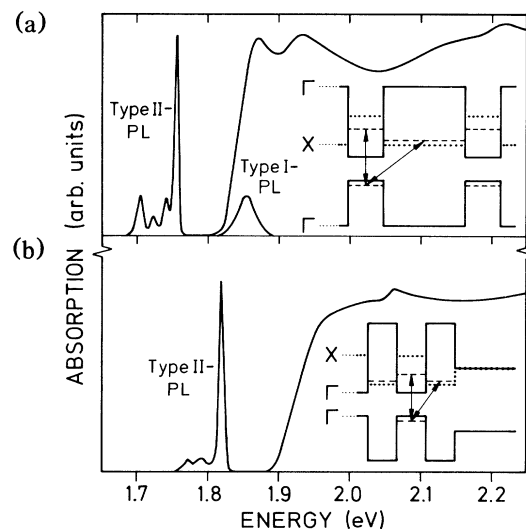 (a)
Type II-
PL
Type I-
PL
Γ
X
Γ
(b)
Type II-
PL
X
Γ
Γ
ABSORPTION (arb. units)
1.7 1.8 1.9 2.0 2.1 2.2
ENERGY (eV)